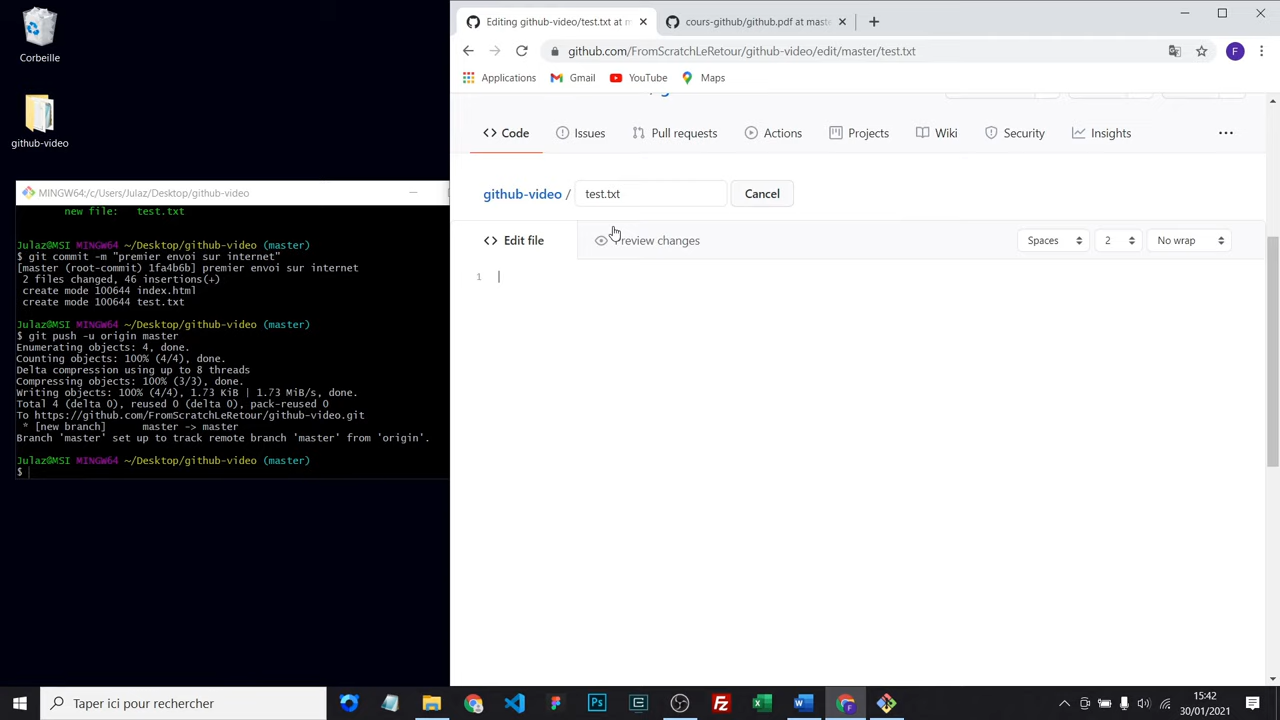 Corbeille
github-video
MINGW64:/c/Users/Julaz/Desktop/github-video
new file:   test.txt
Julaz@MSI MINGW64 ~/Desktop/github-video (master)
$ git commit -m "premier envoi sur internet"
[master (root-commit) 1fa4b6b] premier envoi sur internet
2 files changed, 46 insertions(+)
create mode 100644 index.html
create mode 100644 test.txt
Julaz@MSI MINGW64 ~/Desktop/github-video (master)
$ git push -u origin master
Enumerating objects: 4, done.
Counting objects: 100% (4/4), done.
Delta compression using up to 8 threads
Compressing objects: 100% (3/3), done.
Writing objects: 100% (4/4), 1.73 KiB | 1.73 MiB/s, done.
Total 4 (delta 0), reused 0 (delta 0), pack-reused 0
To https://github.com/FromScratchLeRetour/github-video.git
* [new branch]      master -> master
Branch 'master' set up to track remote branch 'master' from 'origin'.
Julaz@MSI MINGW64 ~/Desktop/github-video (master)
$
Editing github-video/test.txt at m
cours-github/github.pdf at maste
github.com/FromScratchLeRetour/github-video/edit/master/test.txt
F
Applications Gmail YouTube Maps
<> Code Issues Pull requests Actions Projects Wiki Security Insights
github-video / test.txt Cancel
<> Edit file Preview changes Spaces 2 No wrap
1
Taper ici pour rechercher
Ps
15:42
30/01/2021